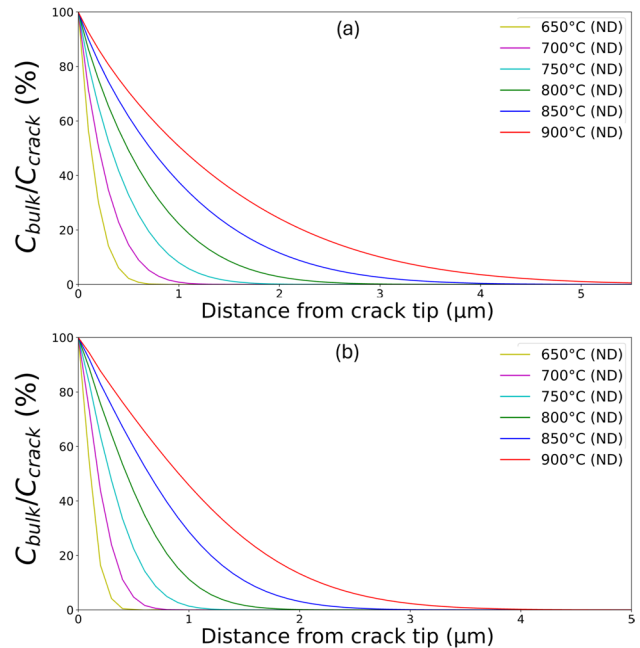 (a)
100
80
60
40
20
0
C_bulk/C_crack (%)
650°C (ND)
700°C (ND)
750°C (ND)
800°C (ND)
850°C (ND)
900°C (ND)
0 1 2 3 4 5
Distance from crack tip (μm)
(b)
100
80
60
40
20
0
C_bulk/C_crack (%)
650°C (ND)
700°C (ND)
750°C (ND)
800°C (ND)
850°C (ND)
900°C (ND)
0 1 2 3 4 5
Distance from crack tip (μm)